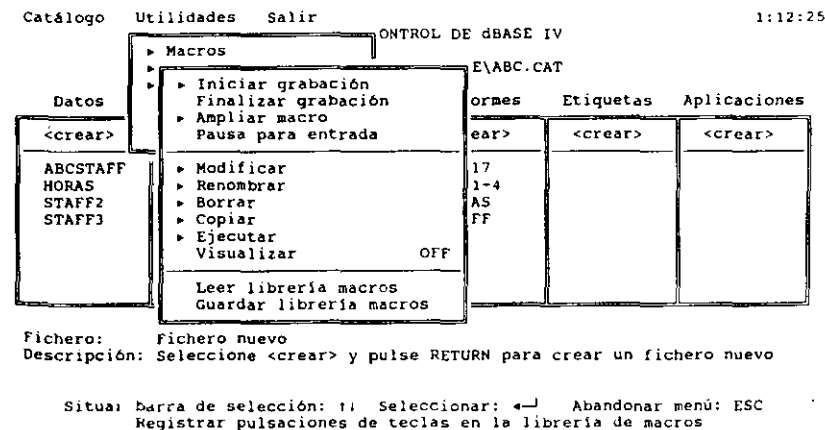 Catálogo   Utilidades   Salir   1:12:25
ONTROL DE dBASE IV
▸ Macros
▸ E\ABC.CAT
▸ ▸ Iniciar grabación
Finalizar grabación
Datos   ▸ Ampliar macro   ormes   Etiquetas   Aplicaciones
<crear>   Pausa para entrada   ear>   <crear>   <crear>
ABCSTAFF   ▸ Modificar   17
HORAS   ▸ Renombrar   1-4
STAFF2   ▸ Borrar   AS
STAFF3   ▸ Copiar   FF
▸ Ejecutar
Visualizar   OFF
Leer librería macros
Guardar librería macros
Fichero:   Fichero nuevo
Descripción: Seleccione <crear> y pulse RETURN para crear un fichero nuevo
Situar barra de selección: ↑↓   Seleccionar: ◄─┘   Abandonar menú: ESC
Registrar pulsaciones de teclas en la librería de macros